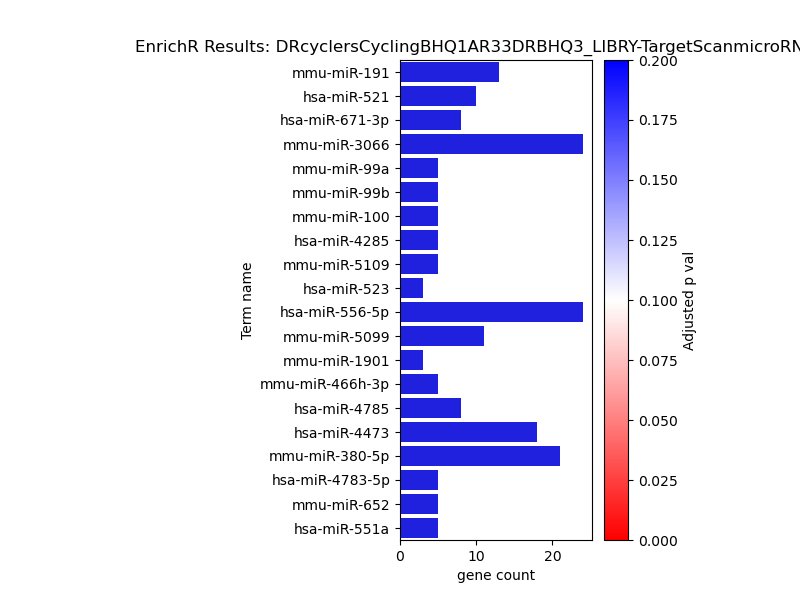 EnrichR Results: DRcyclersCyclingBHQ1AR33DRBHQ3_LIBRY-TargetScanmicroRN
mmu-miR-191
hsa-miR-521
hsa-miR-671-3p
mmu-miR-3066
mmu-miR-99a
mmu-miR-99b
mmu-miR-100
hsa-miR-4285
mmu-miR-5109
hsa-miR-523
hsa-miR-556-5p
mmu-miR-5099
mmu-miR-1901
mmu-miR-466h-3p
hsa-miR-4785
hsa-miR-4473
mmu-miR-380-5p
hsa-miR-4783-5p
mmu-miR-652
hsa-miR-551a
Term name
0 10 20
gene count
0.200
0.175
0.150
0.125
0.100
0.075
0.050
0.025
0.000
Adjusted p val